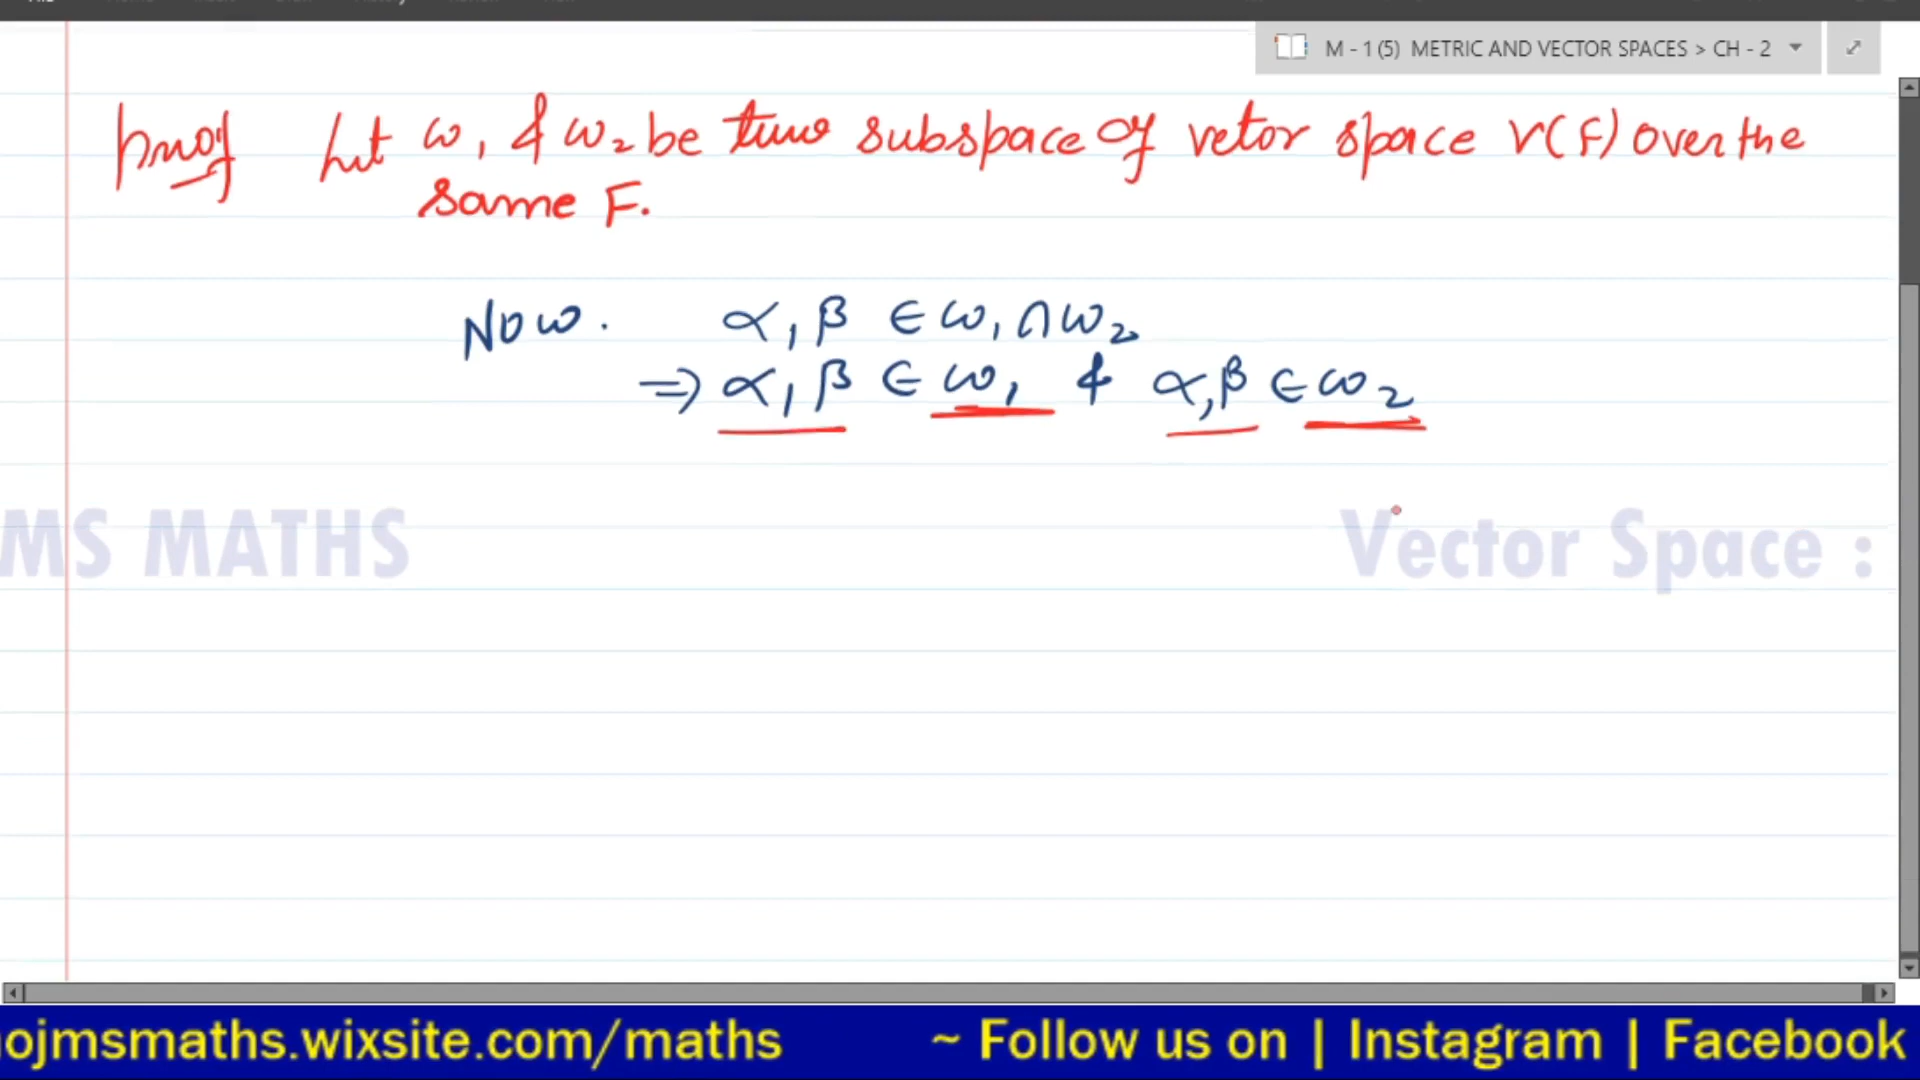 M - 1 (5) METRIC AND VECTOR SPACES > CH - 2
proof Let ω₁ & ω₂ be two subspace of vetor space V(F) over the
same F.
Now. α, β ∈ ω₁ ∩ ω₂
⇒ α, β ∈ ω₁ & α, β ∈ ω₂
MS MATHS Vector Space :
ojmsmaths.wixsite.com/maths ~ Follow us on | Instagram | Facebook